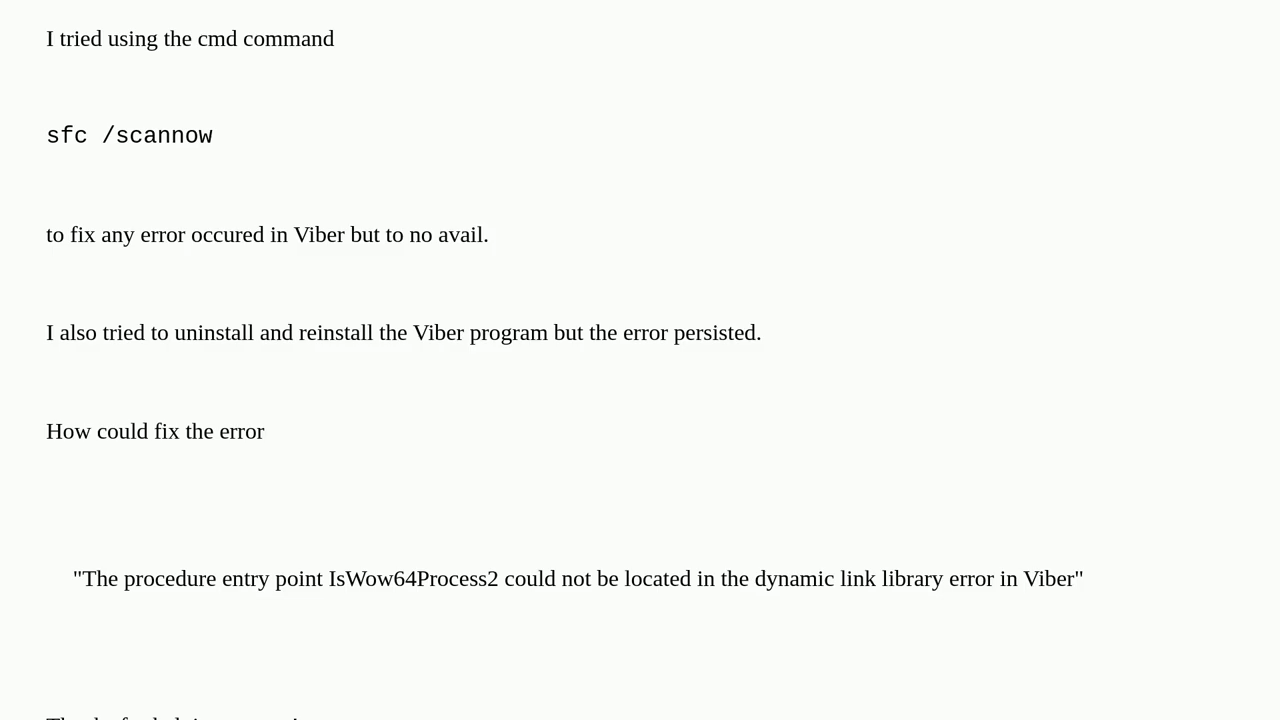 I tried using the cmd command
sfc /scannow
to fix any error occured in Viber but to no avail.
I also tried to uninstall and reinstall the Viber program but the error persisted.
How could fix the error
"The procedure entry point IsWow64Process2 could not be located in the dynamic link library error in Viber"